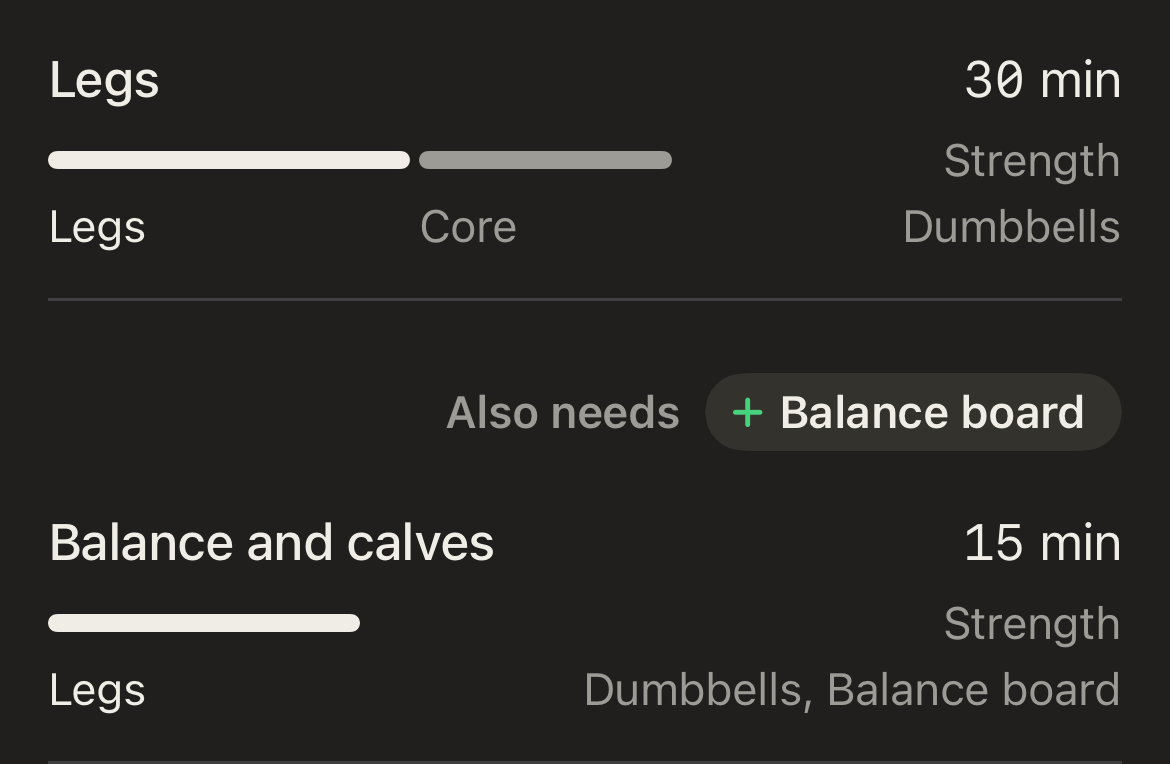 Legs 30 min
Strength
Legs Core Dumbbells
Also needs + Balance board
Balance and calves 15 min
Strength
Legs Dumbbells, Balance board